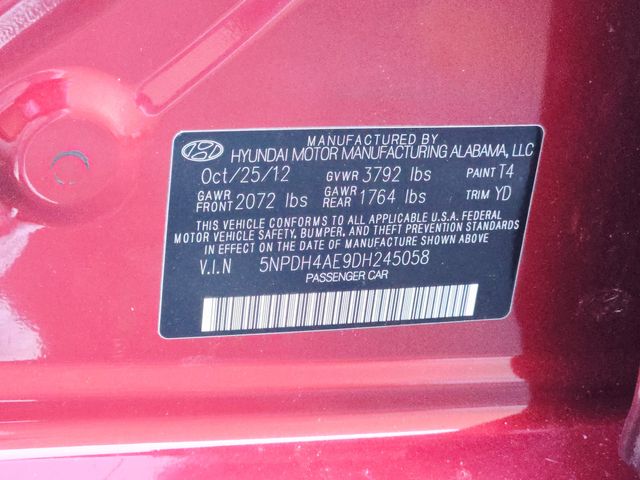 MANUFACTURED BY
HYUNDAI MOTOR MANUFACTURING ALABAMA, LLC
Oct/25/12 GVWR 3792 lbs PAINT T4
GAWR FRONT 2072 lbs GAWR REAR 1764 lbs TRIM YD
THIS VEHICLE CONFORMS TO ALL APPLICABLE U.S.A. FEDERAL
MOTOR VEHICLE SAFETY, BUMPER, AND THEFT PREVENTION STANDARDS
IN EFFECT ON THE DATE OF MANUFACTURE SHOWN ABOVE
V.I.N 5NPDH4AE9DH245058
PASSENGER CAR